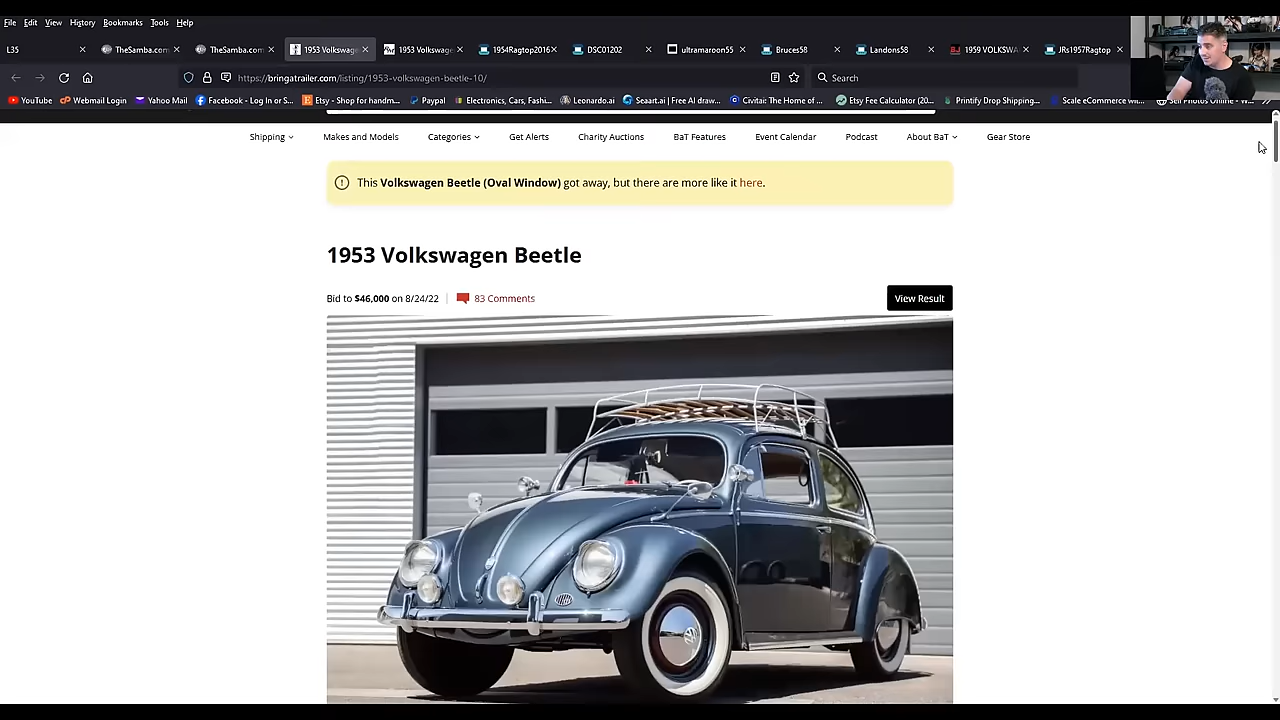 File Edit View History Bookmarks Tools Help
L35 TheSamba.com TheSamba.com 1953 Volkswage 1953 Volkswage 1954Ragtop2016 DSC01202 ultramaroon55 Bruces58 Landons58 1959 VOLKSWA JRs1957Ragtop
https://bringatrailer.com/listing/1953-volkswagen-beetle-10/ Search
YouTube Webmail Login Yahoo Mail Facebook - Log In or S... Etsy - Shop for handm... Paypal Electronics, Cars, Fashi... Leonardo.ai Seaart.ai | Free AI draw... Civitai: The Home of ... Etsy Fee Calculator (20... Printify Drop Shipping... Scale eCommerce wit...
Shipping Makes and Models Categories Get Alerts Charity Auctions BaT Features Event Calendar Podcast About BaT Gear Store
This Volkswagen Beetle (Oval Window) got away, but there are more like it here.
1953 Volkswagen Beetle
Bid to $46,000 on 8/24/22 83 Comments View Result